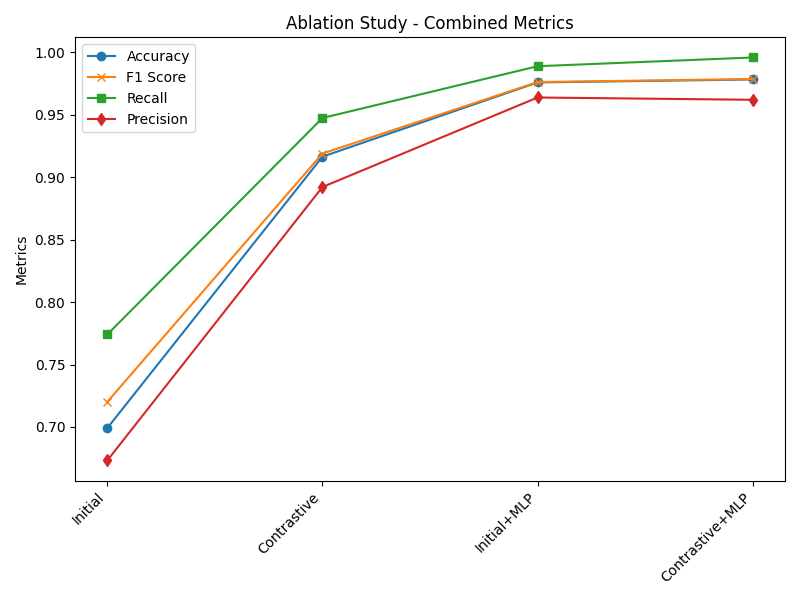 Ablation Study - Combined Metrics
Accuracy
F1 Score
Recall
Precision
Metrics
1.00
0.95
0.90
0.85
0.80
0.75
0.70
Initial
Contrastive
Initial+MLP
Contrastive+MLP